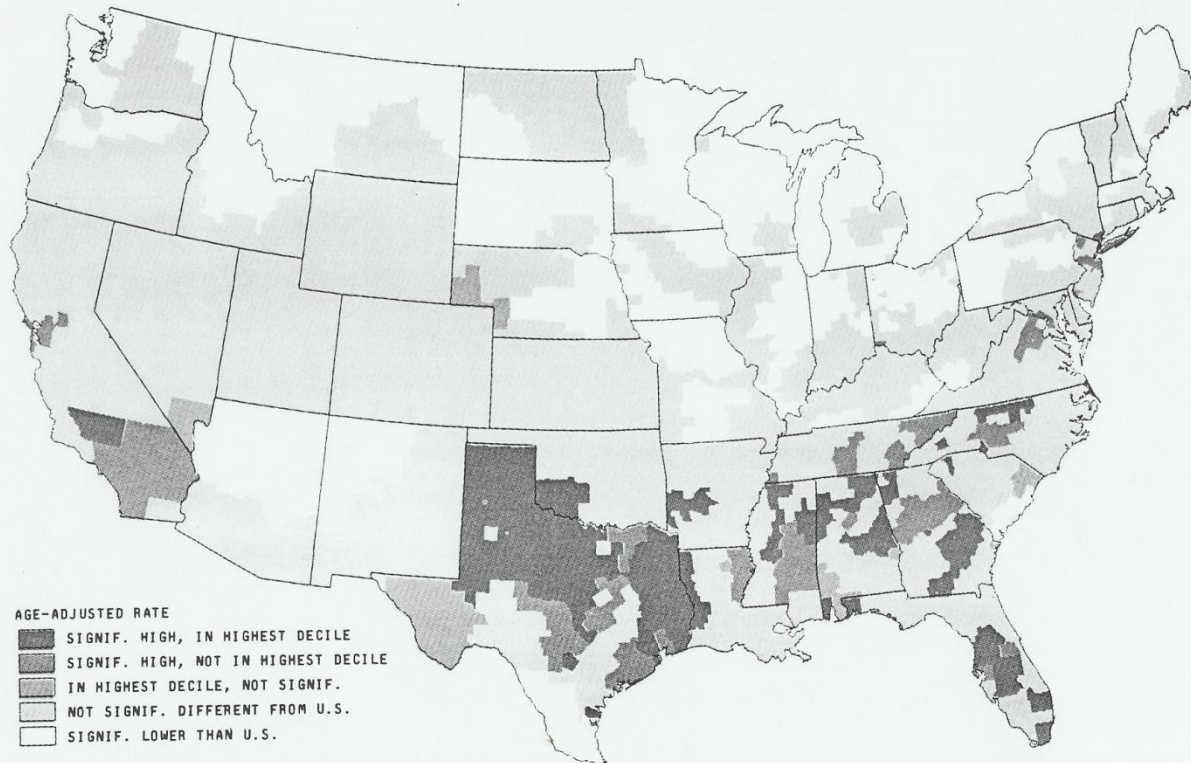 AGE-ADJUSTED RATE
SIGNIF. HIGH, IN HIGHEST DECILE
SIGNIF. HIGH, NOT IN HIGHEST DECILE
IN HIGHEST DECILE, NOT SIGNIF.
NOT SIGNIF. DIFFERENT FROM U.S.
SIGNIF. LOWER THAN U.S.